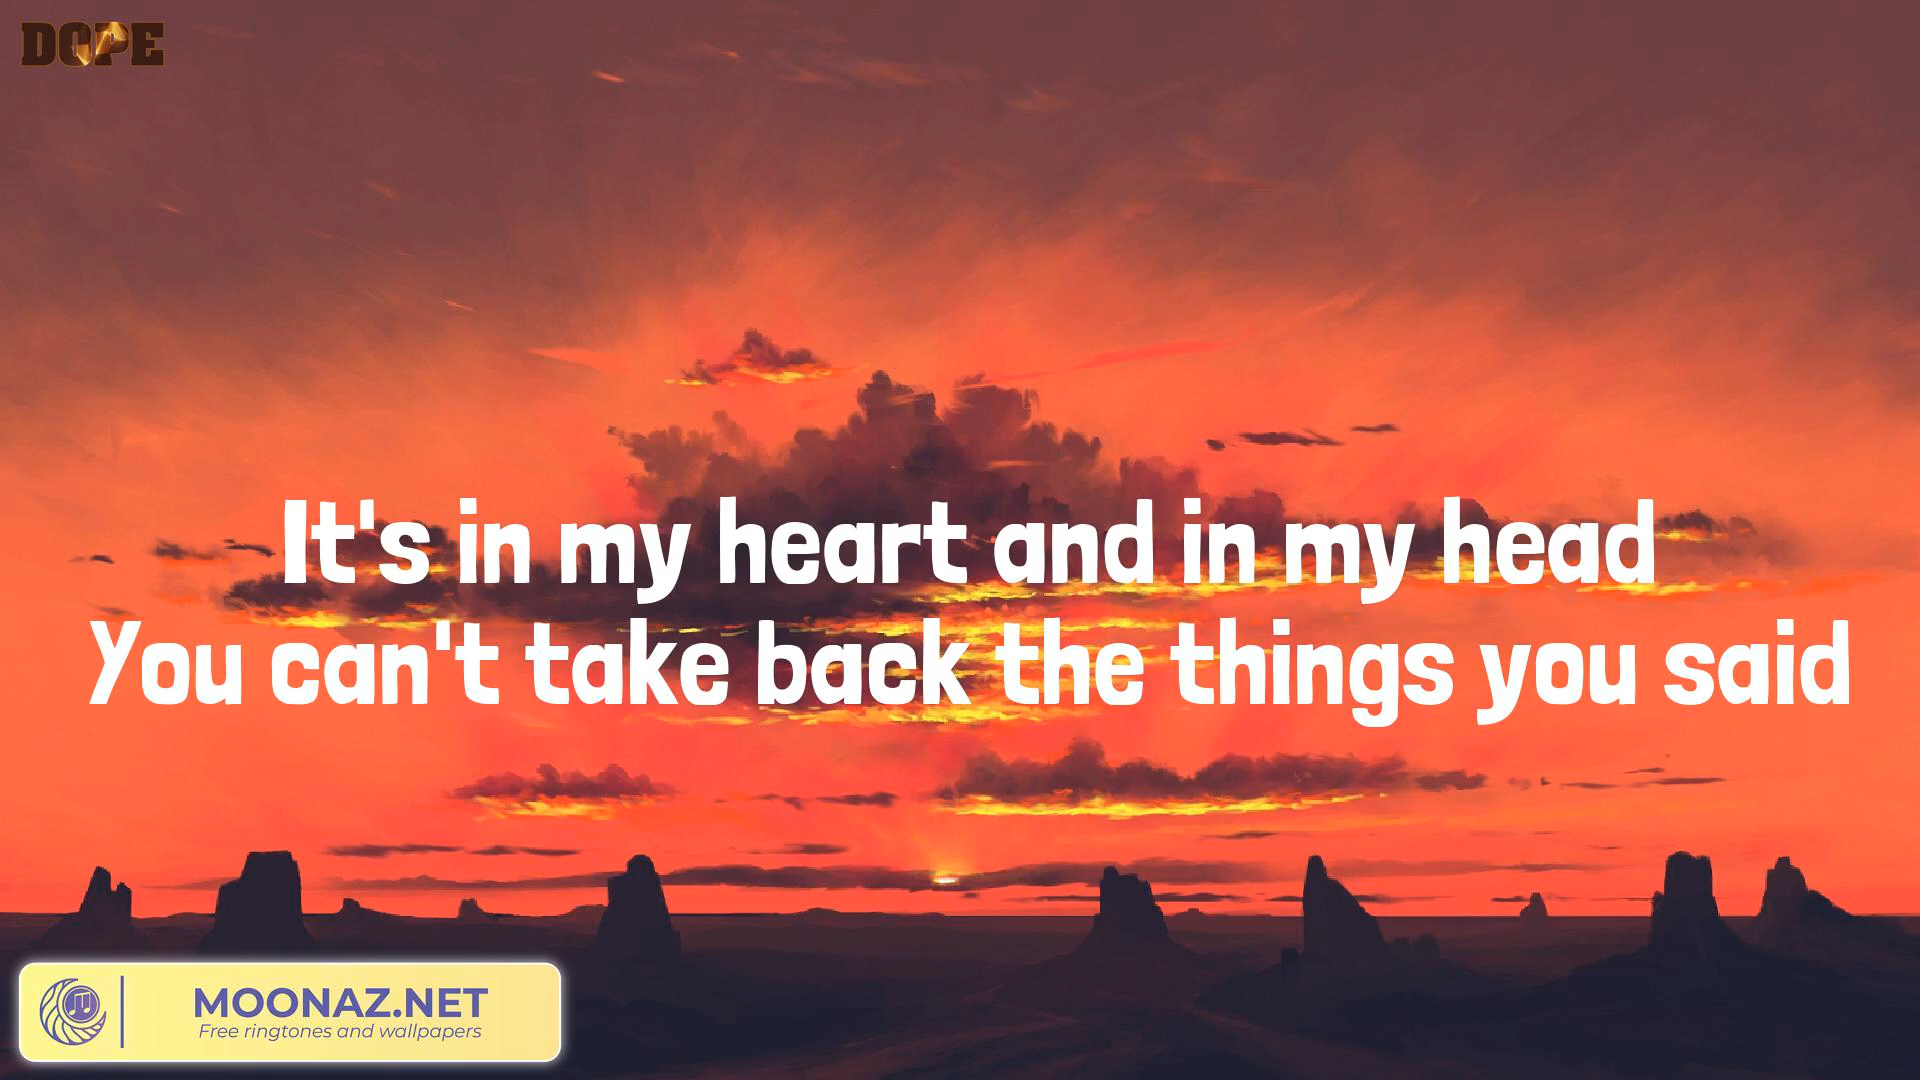 DOPE
It's in my heart and in my head
You can't take back the things you said
MOONAZ.NET
Free ringtones and wallpapers